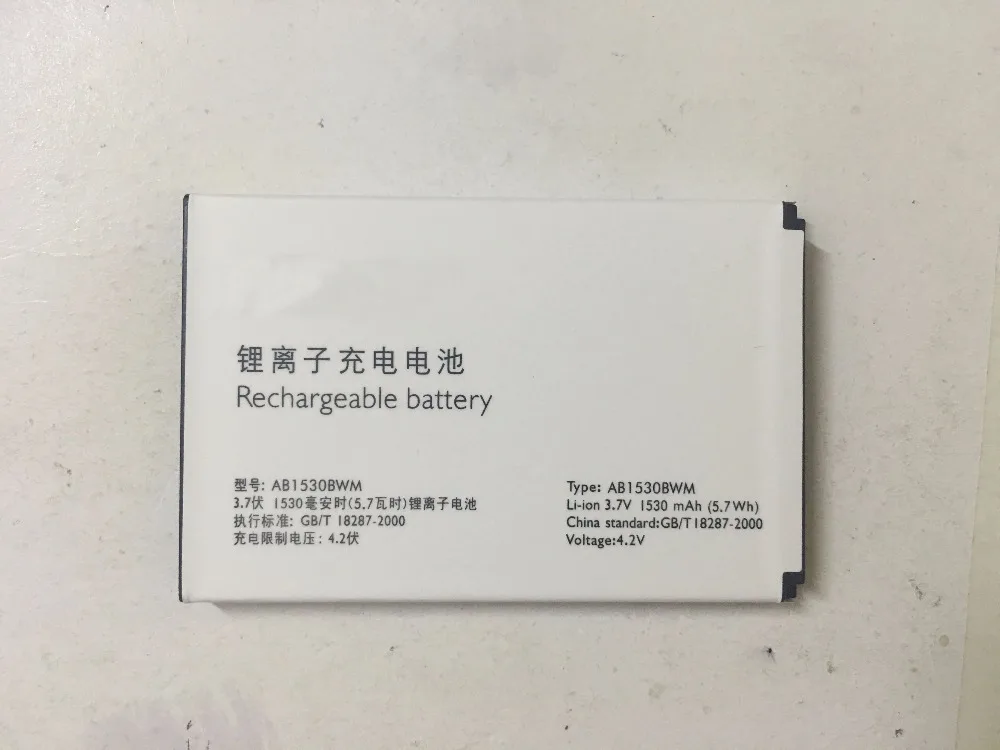 锂离子充电电池
Rechargeable battery
型号: AB1530BWM
3.7伏 1530毫安时(5.7瓦时)锂离子电池
执行标准: GB/T 18287-2000
充电限制电压: 4.2伏
Type: AB1530BWM
Li-ion 3.7V 1530 mAh (5.7Wh)
China standard:GB/T18287-2000
Voltage:4.2V